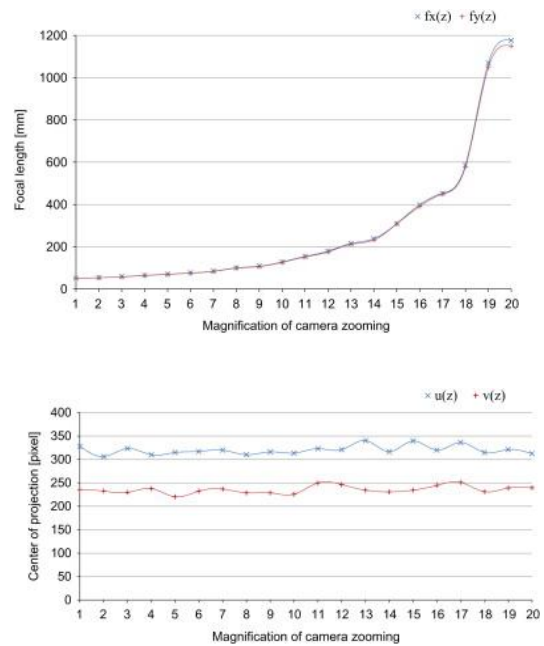 × fx(z) + fy(z)
1200
1000
800
600
400
200
0
Focal length [mm]
1 2 3 4 5 6 7 8 9 10 11 12 13 14 15 16 17 18 19 20
Magnification of camera zooming
× u(z) + v(z)
400
350
300
250
200
150
100
50
0
Center of projection [pixel]
1 2 3 4 5 6 7 8 9 10 11 12 13 14 15 16 17 18 19 20
Magnification of camera zooming